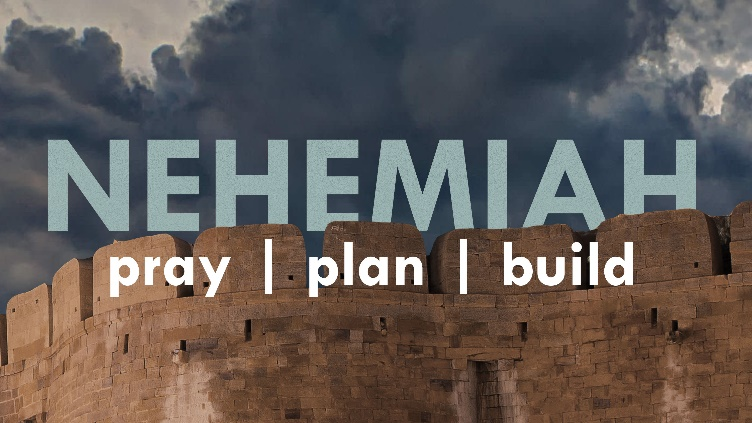 NEHEMIAH
pray | plan | build